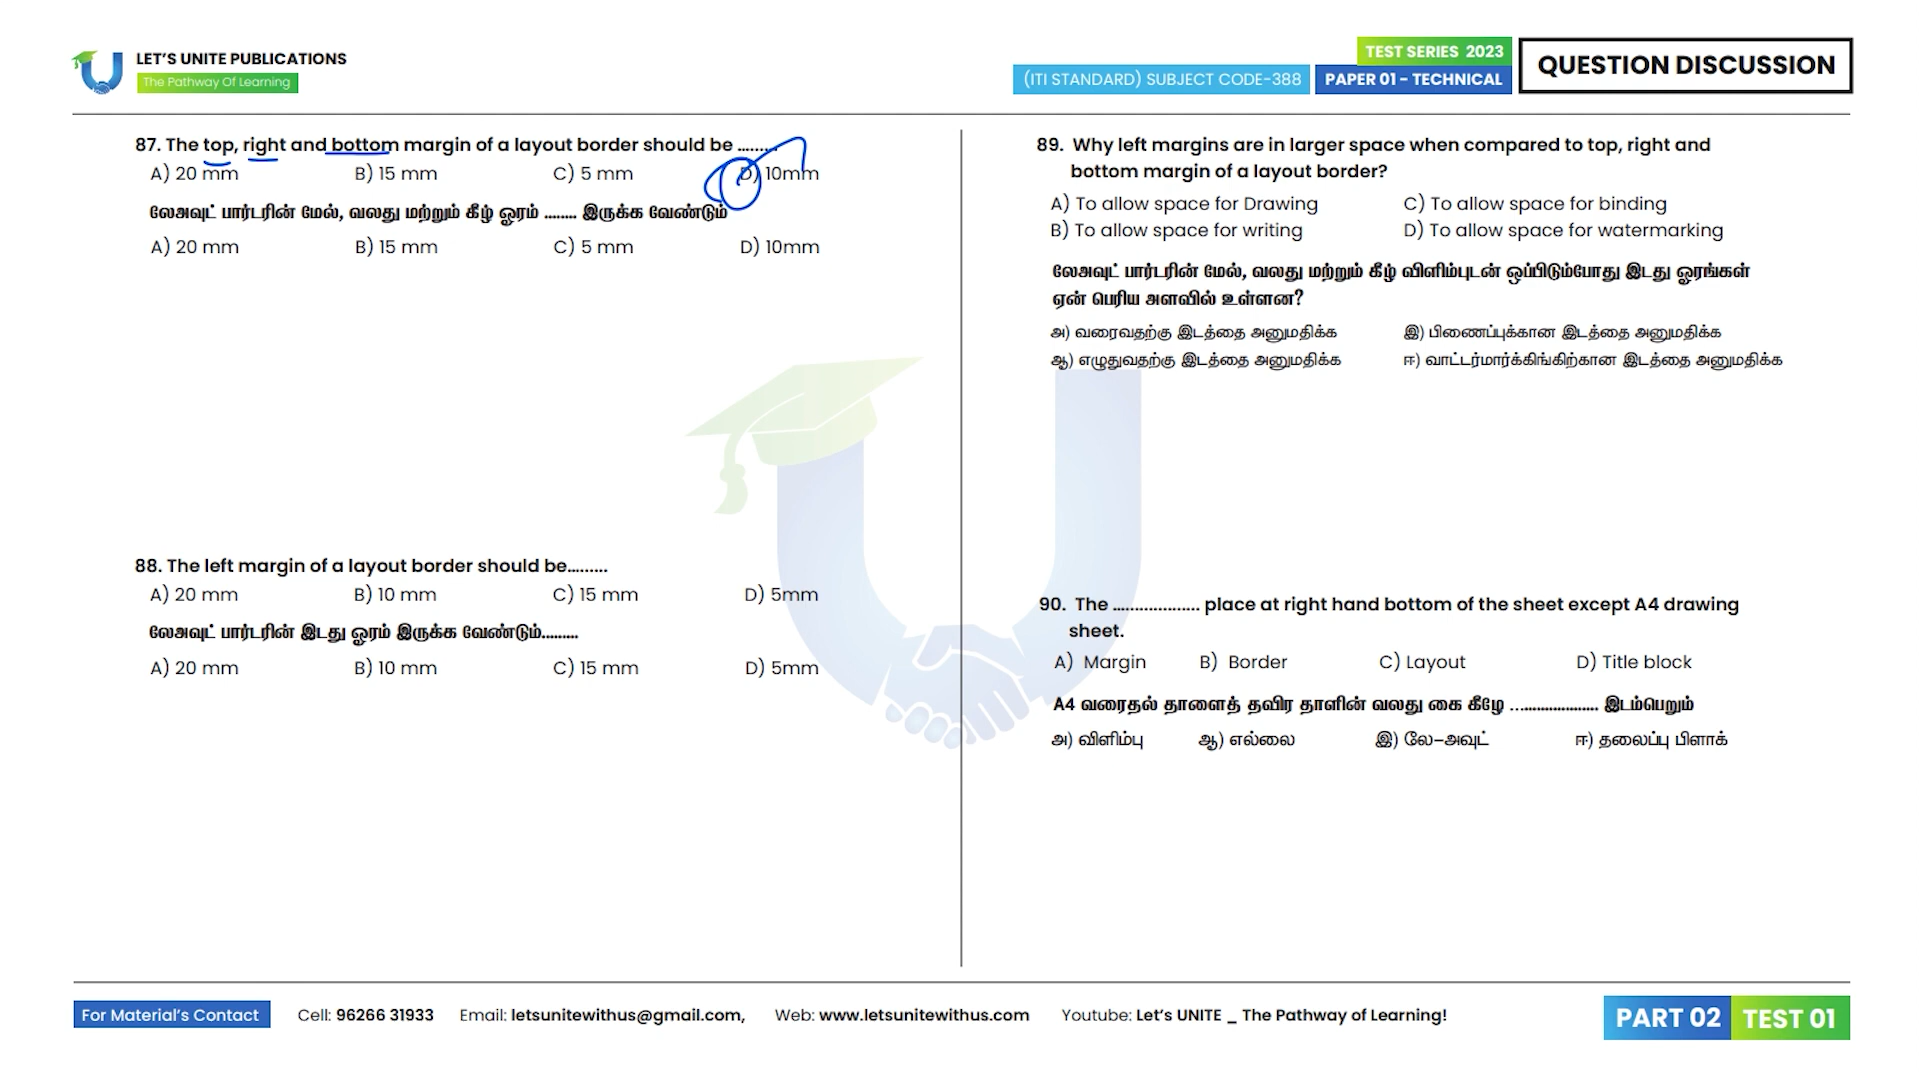 LET'S UNITE PUBLICATIONS
The Pathway Of Learning
TEST SERIES 2023
(ITI STANDARD) SUBJECT CODE-388
PAPER 01 - TECHNICAL
QUESTION DISCUSSION
87. The top, right and bottom margin of a layout border should be .........
A) 20 mm B) 15 mm C) 5 mm D) 10mm
லேஅவுட் பார்டரின் மேல், வலது மற்றும் கீழ் ஓரம் ........ இருக்க வேண்டும்
A) 20 mm B) 15 mm C) 5 mm D) 10mm
88. The left margin of a layout border should be.........
A) 20 mm B) 10 mm C) 15 mm D) 5mm
லேஅவுட் பார்டரின் இடது ஓரம் இருக்க வேண்டும்.........
A) 20 mm B) 10 mm C) 15 mm D) 5mm
89. Why left margins are in larger space when compared to top, right and
bottom margin of a layout border?
A) To allow space for Drawing C) To allow space for binding
B) To allow space for writing D) To allow space for watermarking
லேஅவுட் பார்டரின் மேல், வலது மற்றும் கீழ் விளிம்புடன் ஒப்பிடும்போது இடது ஓரங்கள்
ஏன் பெரிய அளவில் உள்ளன?
அ) வரைவதற்கு இடத்தை அனுமதிக்க இ) பிணைப்புக்கான இடத்தை அனுமதிக்க
ஆ) எழுதுவதற்கு இடத்தை அனுமதிக்க ஈ) வாட்டர்மார்க்கிங்கிற்கான இடத்தை அனுமதிக்க
90. The .................... place at right hand bottom of the sheet except A4 drawing
sheet.
A) Margin B) Border C) Layout D) Title block
A4 வரைதல் தாளைத் தவிர தாளின் வலது கை கீழே .................... இடம்பெறும்
அ) விளிம்பு ஆ) எல்லை இ) லே-அவுட் ஈ) தலைப்பு பிளாக்
For Material's Contact Cell: 96266 31933 Email: letsunitewithus@gmail.com, Web: www.letsunitewithus.com Youtube: Let's UNITE _ The Pathway of Learning!
PART 02 TEST 01